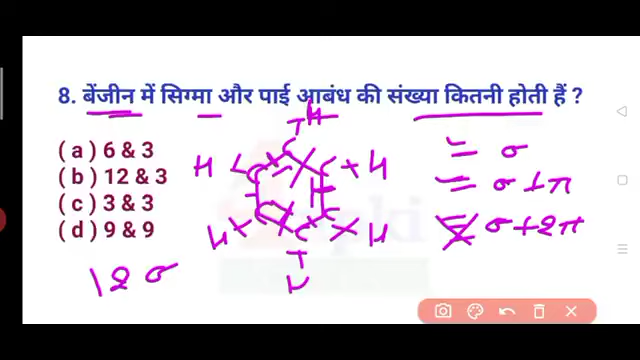 8. बेंजीन में सिग्मा और पाई आबंध की संख्या कितनी होती हैं ?
( a ) 6 & 3
( b ) 12 & 3
( c ) 3 & 3
( d ) 9 & 9
H
H C H
C C
C C
H C H
H
σ
σ + π
σ + 2π
12 σ